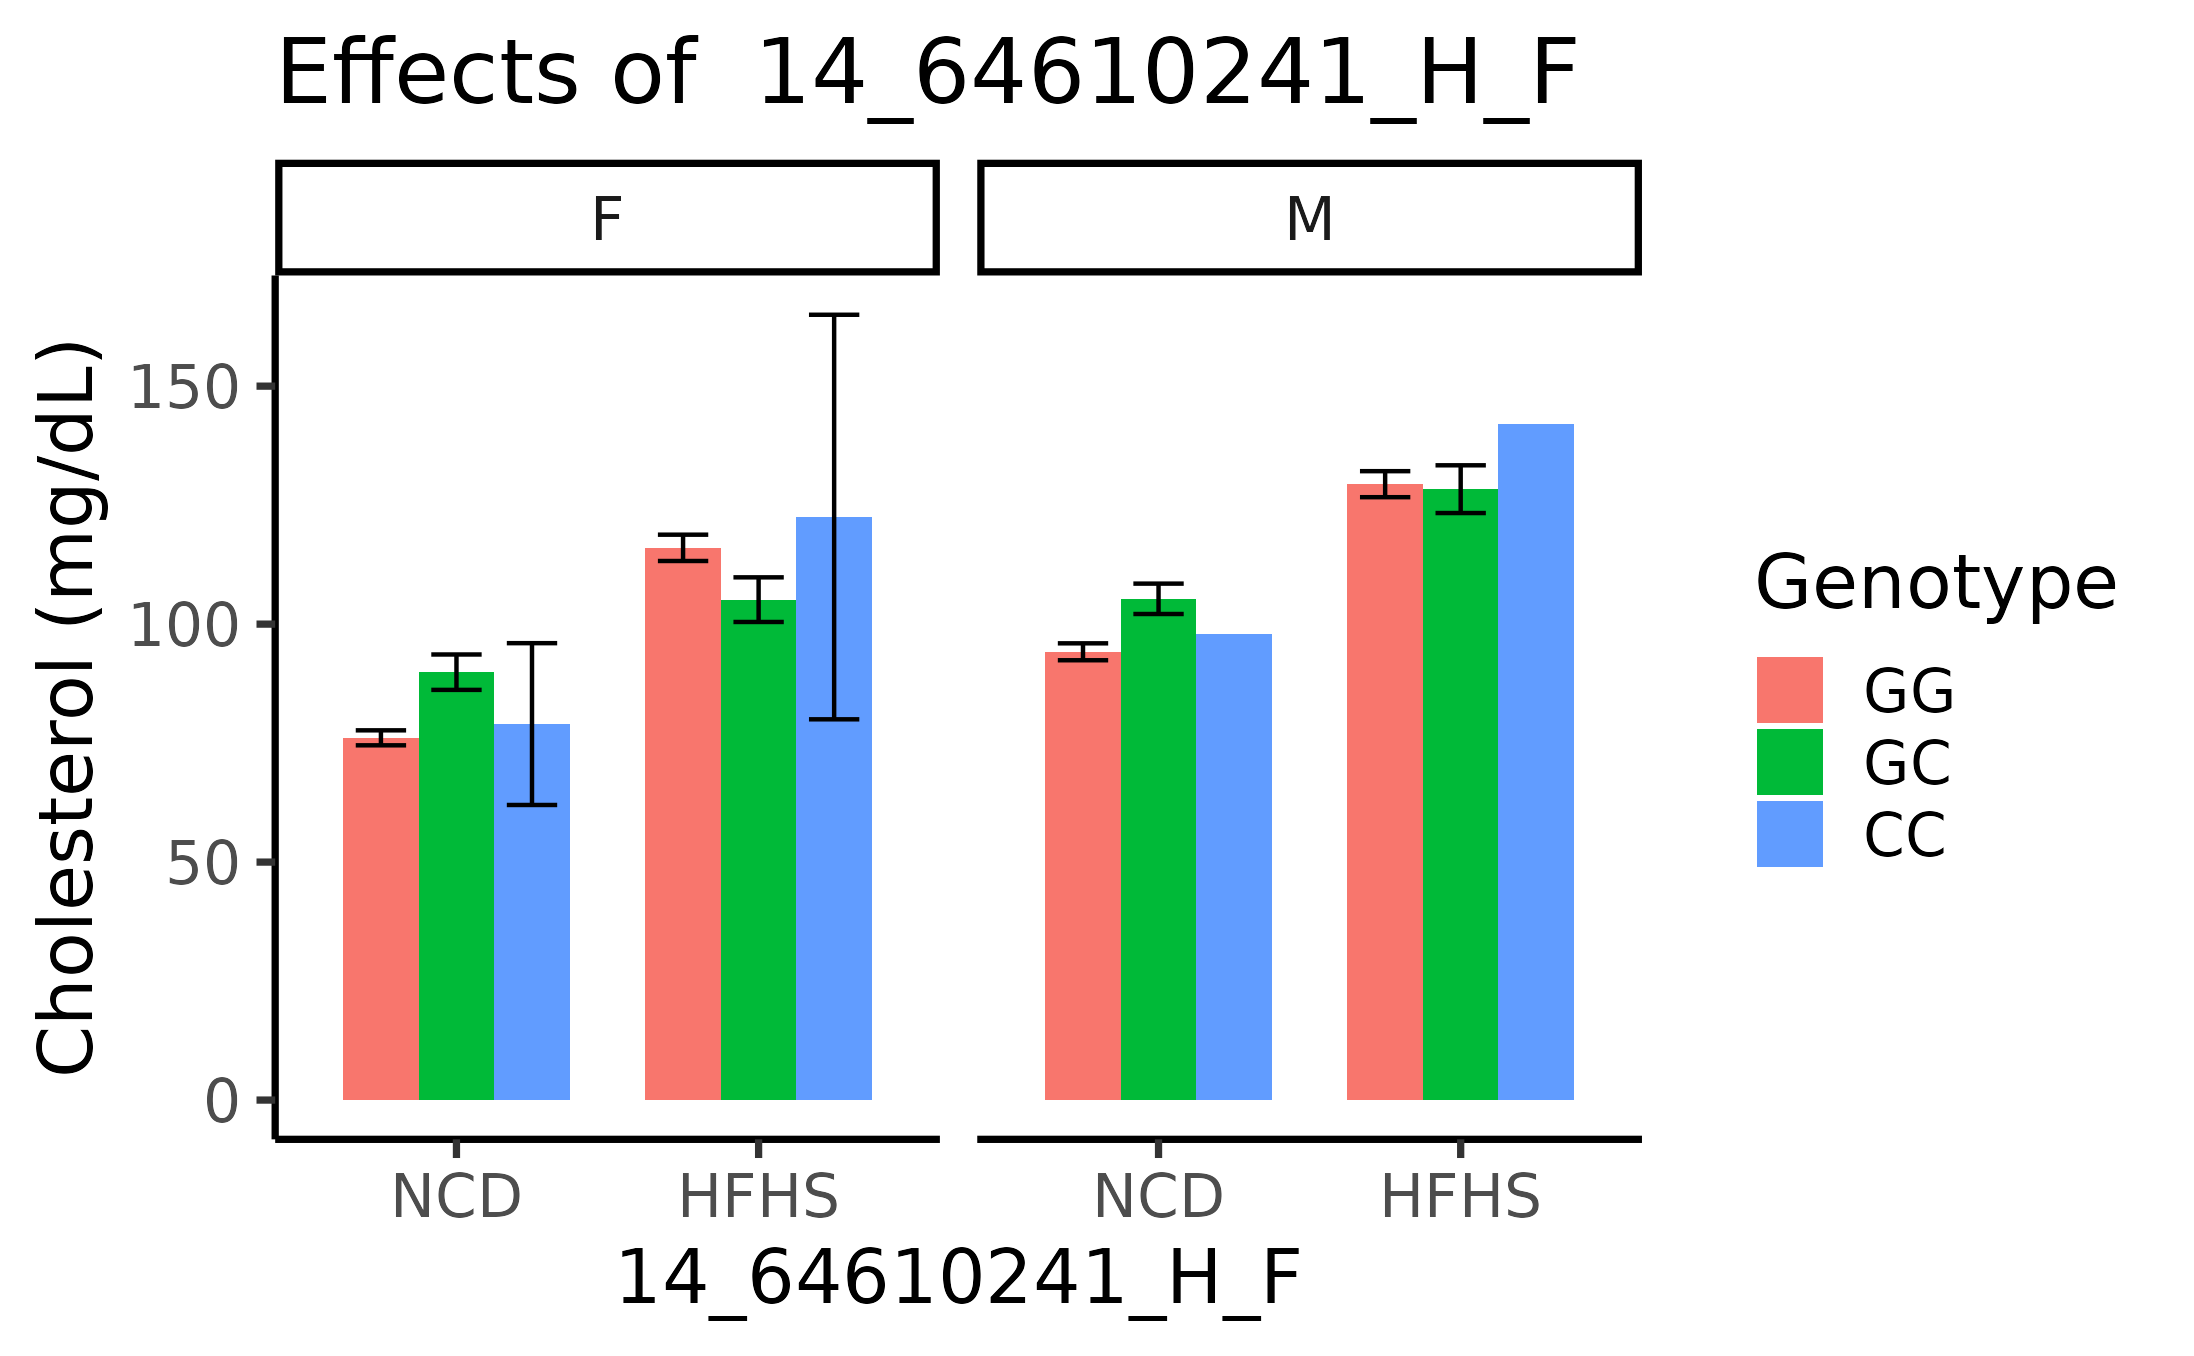 Effects of  14_64610241_H_F
F
M
Cholesterol (mg/dL)
150
100
50
0
NCD
HFHS
NCD
HFHS
14_64610241_H_F
Genotype
GG
GC
CC